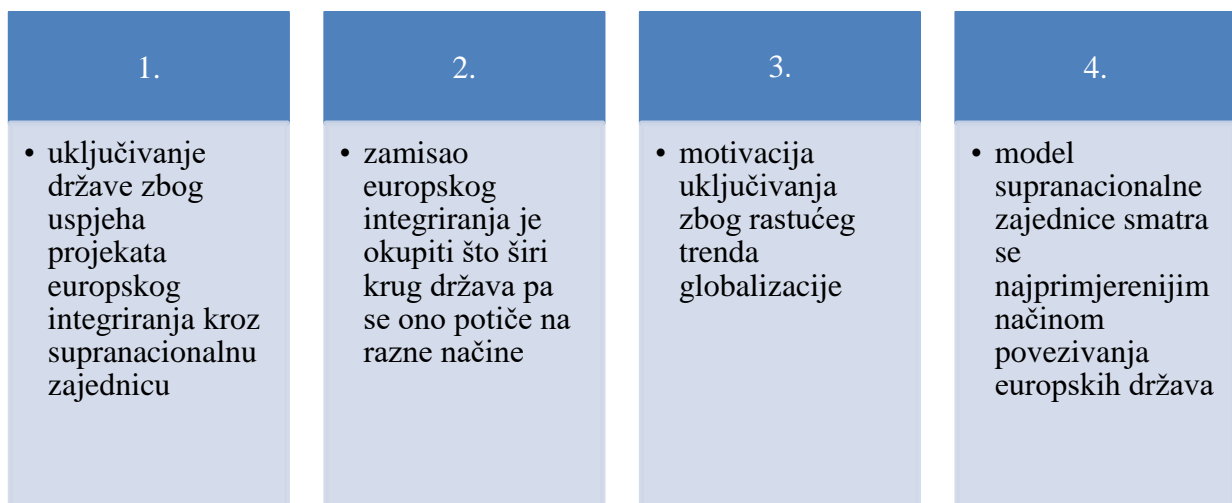 1.
• uključivanje
države zbog
uspjeha
projekata
europskog
integriranja kroz
supranacionalnu
zajednicu
2.
• zamisao
europskog
integriranja je
okupiti što širi
krug država pa
se ono potiče na
razne načine
3.
• motivacija
uključivanja
zbog rastućeg
trenda
globalizacije
4.
• model
supranacionalne
zajednice smatra
se
najprimjerenijim
načinom
povezivanja
europskih država